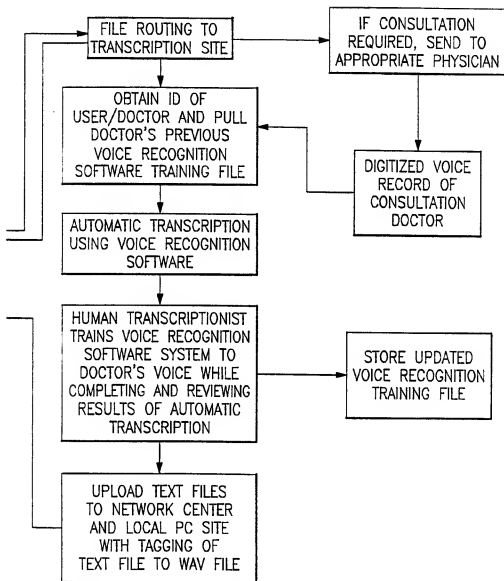 FILE ROUTING TO
TRANSCRIPTION SITE
IF CONSULTATION
REQUIRED, SEND TO
APPROPRIATE PHYSICIAN
OBTAIN ID OF
USER/DOCTOR AND PULL
DOCTOR'S PREVIOUS
VOICE RECOGNITION
SOFTWARE TRAINING FILE
DIGITIZED VOICE
RECORD OF
CONSULTATION
DOCTOR
AUTOMATIC TRANSCRIPTION
USING VOICE RECOGNITION
SOFTWARE
HUMAN TRANSCRIPTIONIST
TRAINS VOICE RECOGNITION
SOFTWARE SYSTEM TO
DOCTOR'S VOICE WHILE
COMPLETING AND REVIEWING
RESULTS OF AUTOMATIC
TRANSCRIPTION
STORE UPDATED
VOICE RECOGNITION
TRAINING FILE
UPLOAD TEXT FILES
TO NETWORK CENTER
AND LOCAL PC SITE
WITH TAGGING OF
TEXT FILE TO WAV FILE